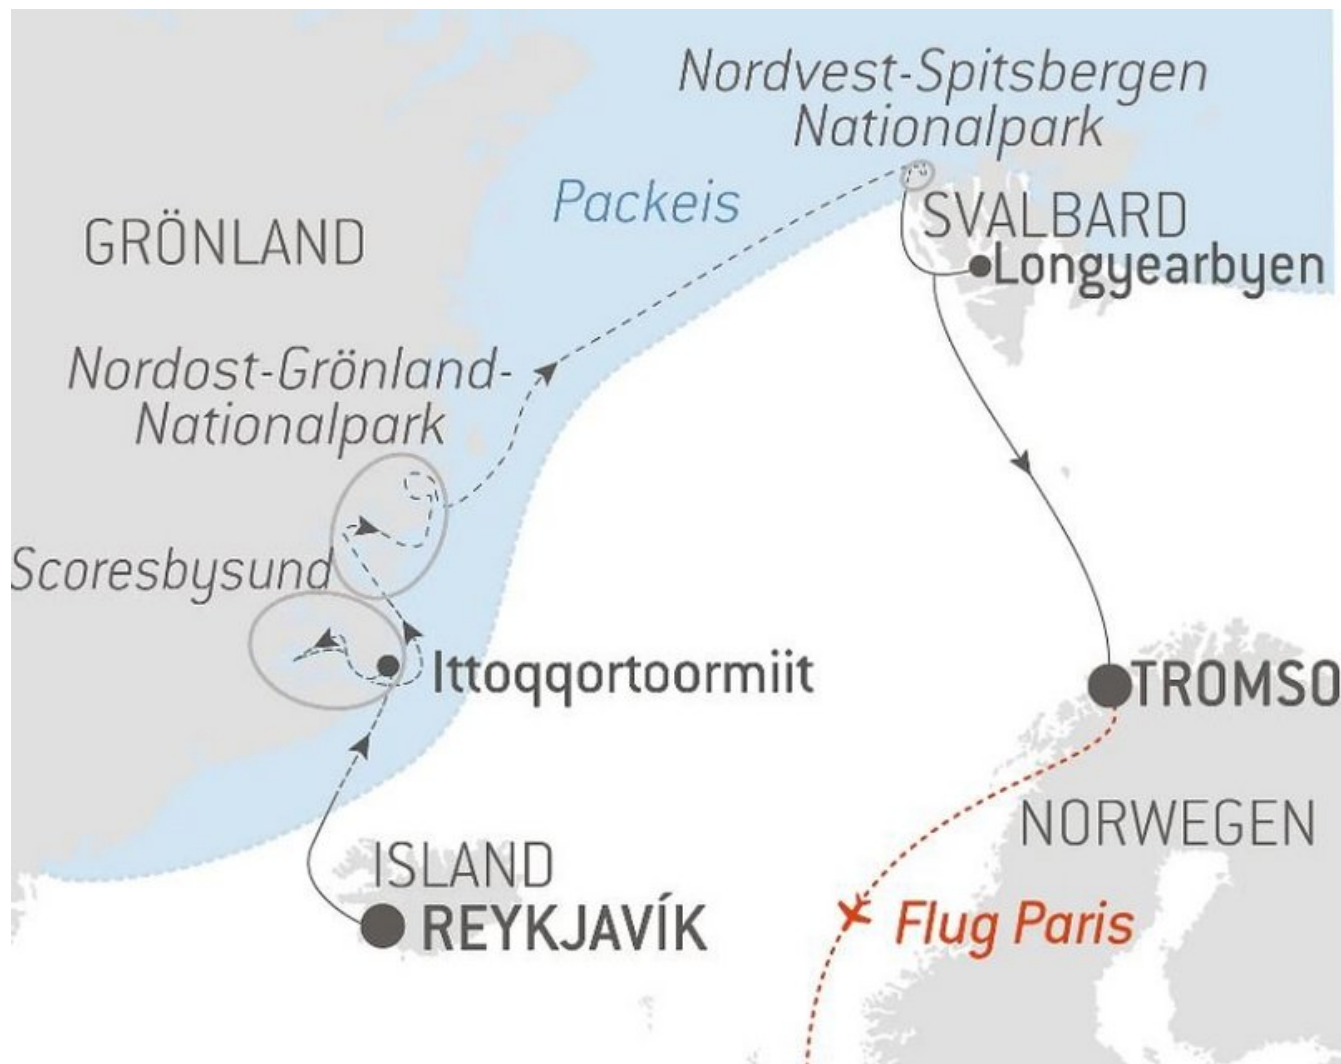 Nordvest-Spitsbergen
Nationalpark
Packeis
GRÖNLAND
SVALBARD
Longyearbyen
Nordost-Grönland-
Nationalpark
Scoresbysund
Ittoqqortoormiit
TROMSO
NORWEGEN
ISLAND
REYKJAVÍK
Flug Paris